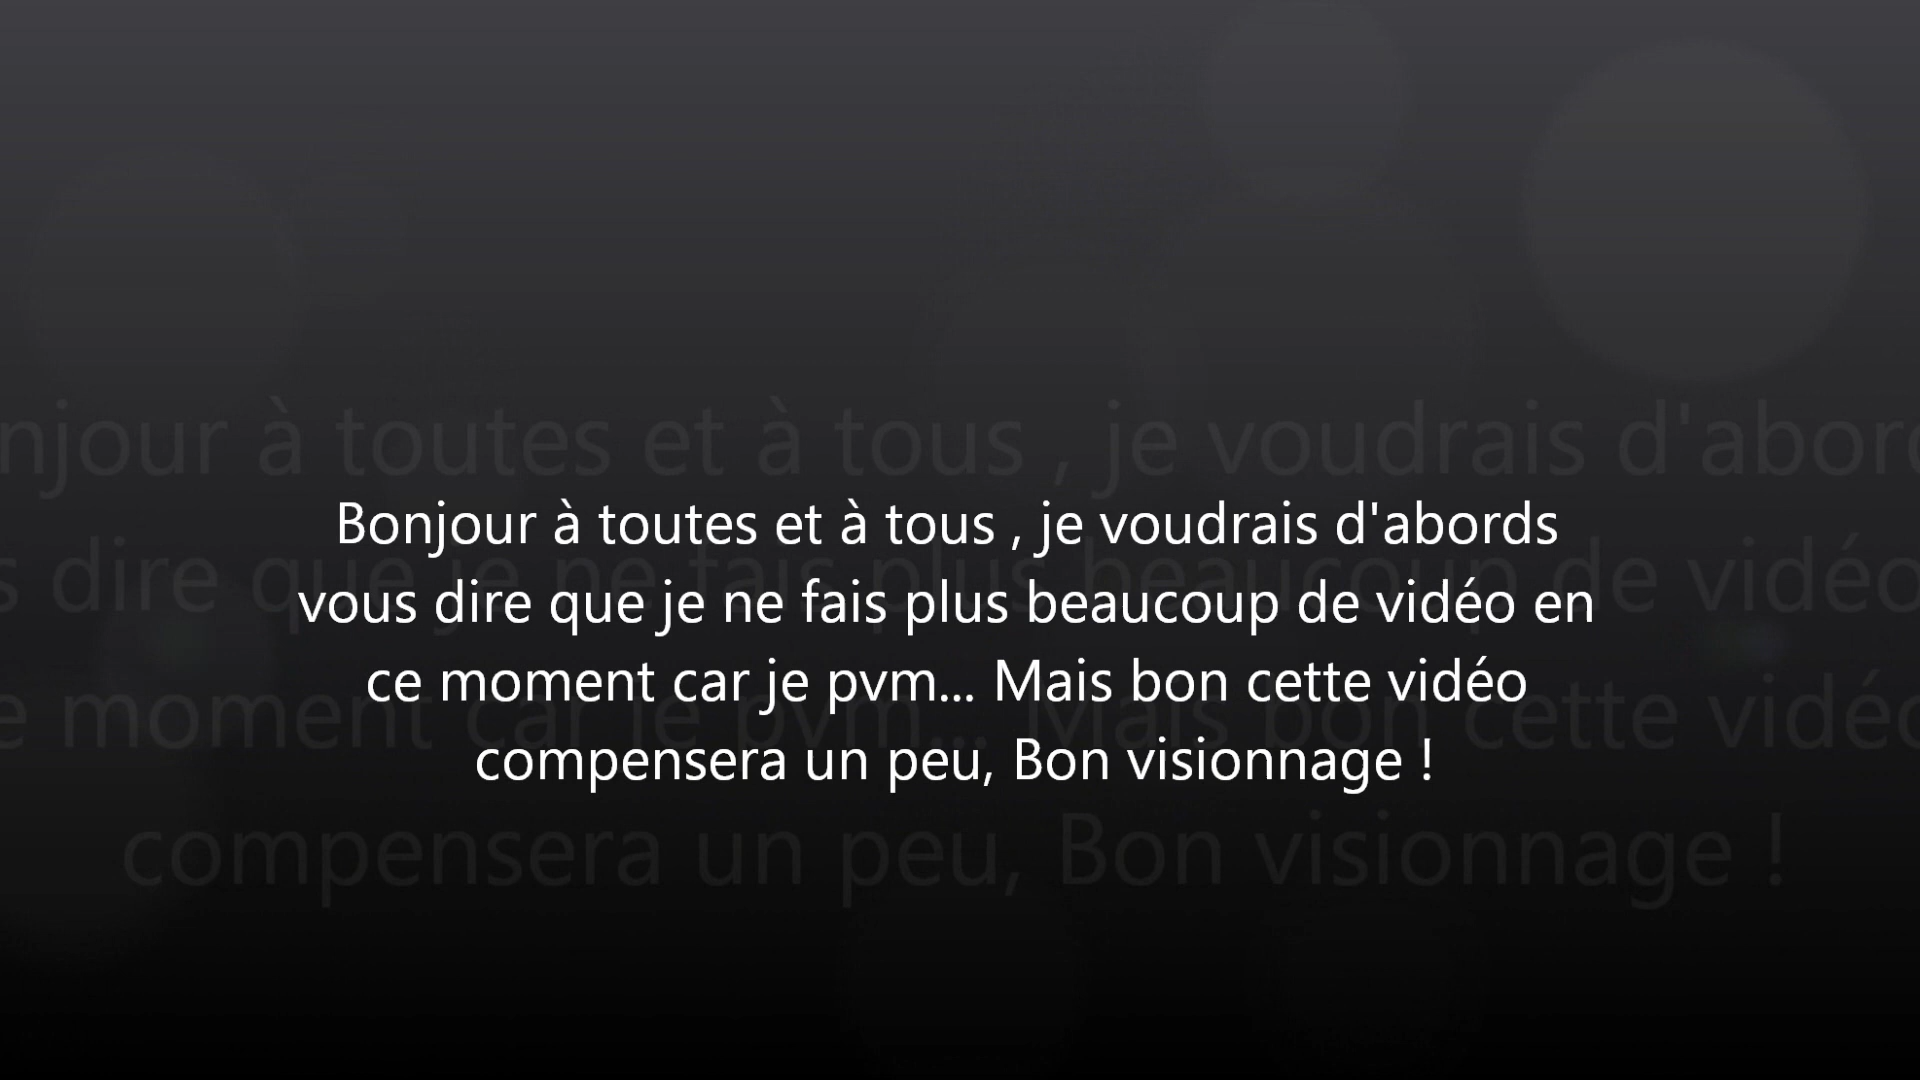 Bonjour à toutes et à tous , je voudrais d'abords
vous dire que je ne fais plus beaucoup de vidéo en
ce moment car je pvm... Mais bon cette vidéo
compensera un peu, Bon visionnage !